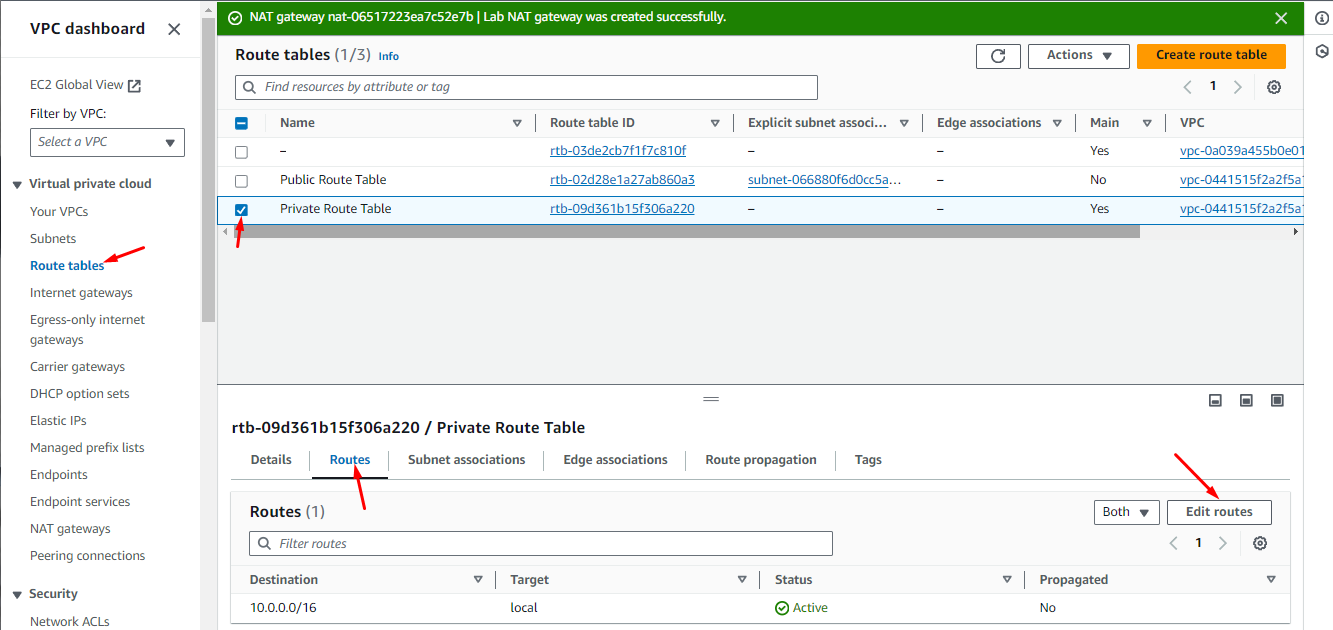 VPC dashboard
EC2 Global View
Filter by VPC:
Select a VPC
Virtual private cloud
Your VPCs
Subnets
Route tables
Internet gateways
Egress-only internet
gateways
Carrier gateways
DHCP option sets
Elastic IPs
Managed prefix lists
Endpoints
Endpoint services
NAT gateways
Peering connections
Security
Network ACLs
NAT gateway nat-06517223ea7c52e7b | Lab NAT gateway was created successfully.
Route tables (1/3) Info
Actions
Create route table
Find resources by attribute or tag
1
Name Route table ID Explicit subnet associ... Edge associations Main VPC
– rtb-03de2cb7f1f7c810f – – Yes vpc-0a039a455b0e01
Public Route Table rtb-02d28e1a27ab860a3 subnet-066880f6d0cc5a... – No vpc-0441515f2a2f5a1
Private Route Table rtb-09d361b15f306a220 – – Yes vpc-0441515f2a2f5a1
rtb-09d361b15f306a220 / Private Route Table
Details Routes Subnet associations Edge associations Route propagation Tags
Routes (1)
Both
Edit routes
Filter routes
1
Destination Target Status Propagated
10.0.0.0/16 local Active No